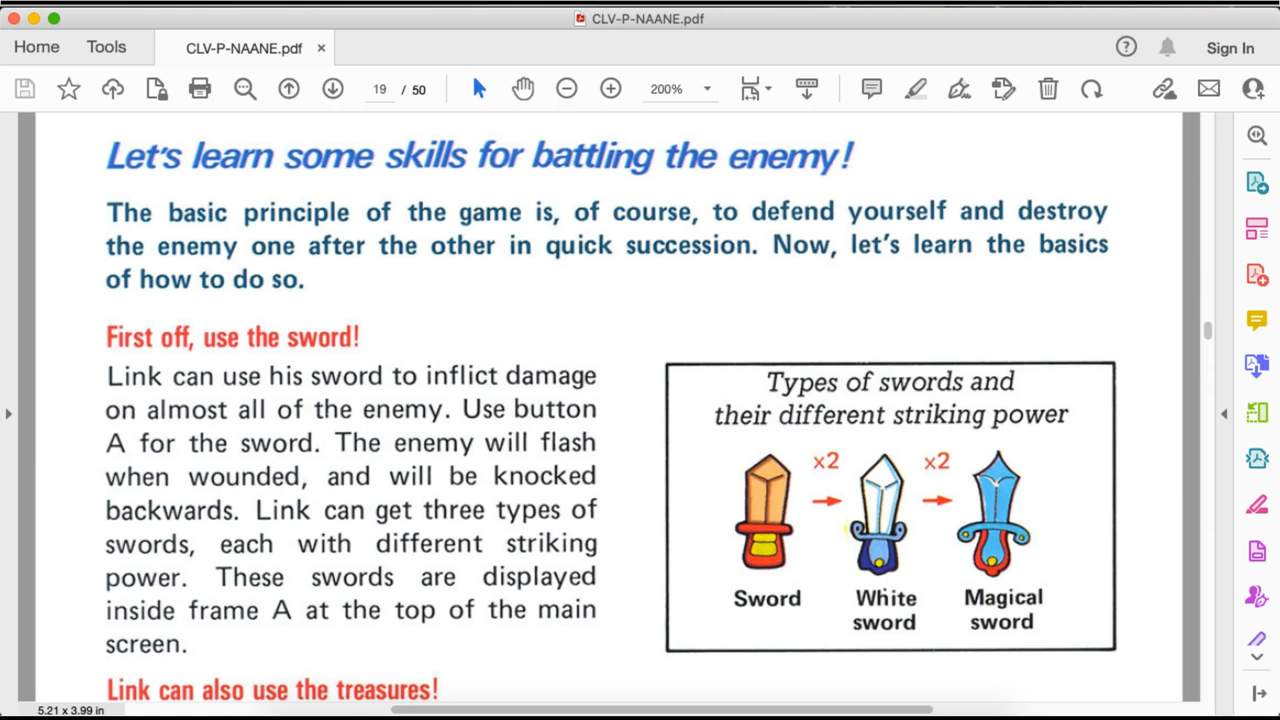 CLV-P-NAANE.pdf
Home Tools CLV-P-NAANE.pdf × ? Sign In
19 / 50 200%
Let's learn some skills for battling the enemy!
The basic principle of the game is, of course, to defend yourself and destroy
the enemy one after the other in quick succession. Now, let's learn the basics
of how to do so.
First off, use the sword!
Link can use his sword to inflict damage
on almost all of the enemy. Use button
A for the sword. The enemy will flash
when wounded, and will be knocked
backwards. Link can get three types of
swords, each with different striking
power. These swords are displayed
inside frame A at the top of the main
screen.
Types of swords and
their different striking power
x2 x2
Sword White Magical
sword sword
Link can also use the treasures!
5.21 x 3.99 in